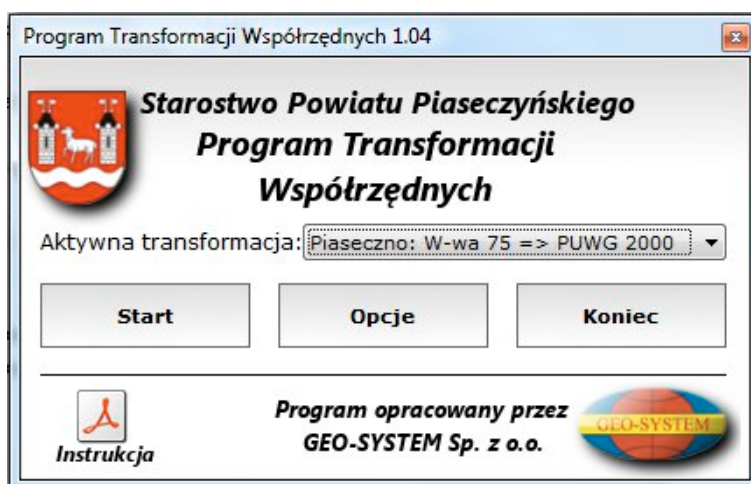 Program Transformacji Współrzędnych 1.04
Starostwo Powiatu Piaseczyńskiego
Program Transformacji
Współrzędnych
Aktywna transformacja: Piaseczno: W-wa 75 => PUWG 2000
Start Opcje Koniec
Instrukcja
Program opracowany przez
GEO-SYSTEM Sp. z o.o.
GEO-SYSTEM